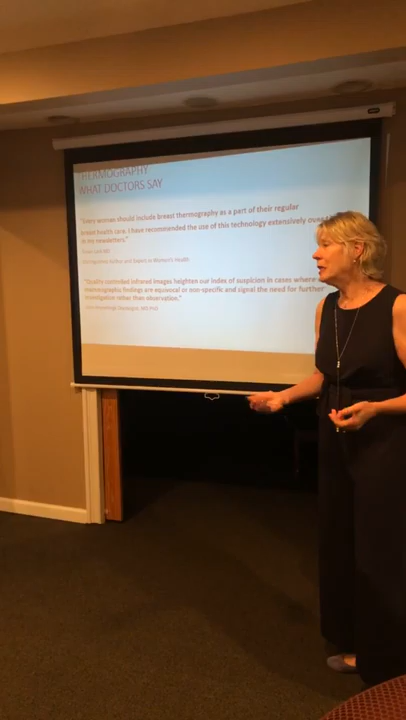 THERMOGRAPHY
WHAT DOCTORS SAY
"Every woman should include breast thermography as a part of their regular
breast health care. I have recommended the use of this technology extensively over
in my newsletters."
"Quality controlled infrared images heighten our index of suspicion in cases where
mammographic findings are equivocal or non-specific and signal the need for further
investigation rather than observation."